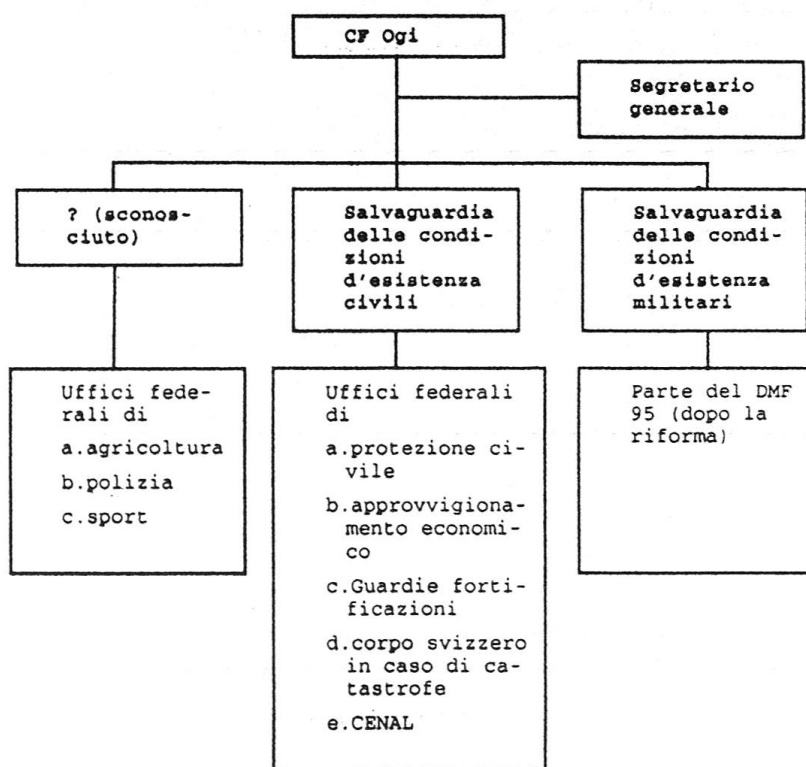 CF Ogi
Segretario
generale
? (sconos-
ciuto)
Salvaguardia
delle condi-
zioni
d'esistenza
civili
Salvaguardia
delle condi-
zioni
d'esistenza
militari
Uffici fede-
rali di
a.agricoltura
b.polizia
c.sport
Uffici federali
di
a.protezione ci-
vile
b.approvvigiona-
mento economi-
co
c.Guardie forti-
ficazioni
d.corpo svizzero
in caso di ca-
tastrofe
e.CENAL
Parte del DMF
95 (dopo la
riforma)